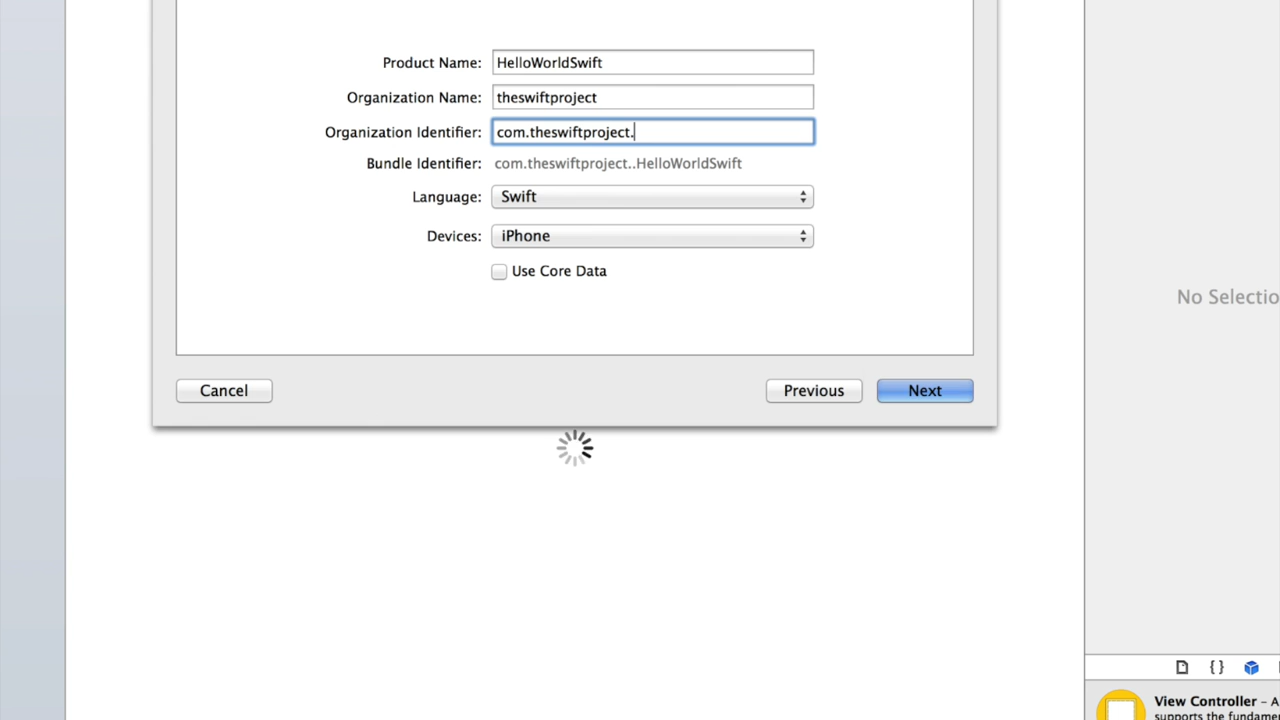 Product Name: HelloWorldSwift
Organization Name: theswiftproject
Organization Identifier: com.theswiftproject.
Bundle Identifier: com.theswiftproject..HelloWorldSwift
Language: Swift
Devices: iPhone
Use Core Data
No Selectio
Cancel Previous Next
{ }
View Controller – A
supports the fundamen